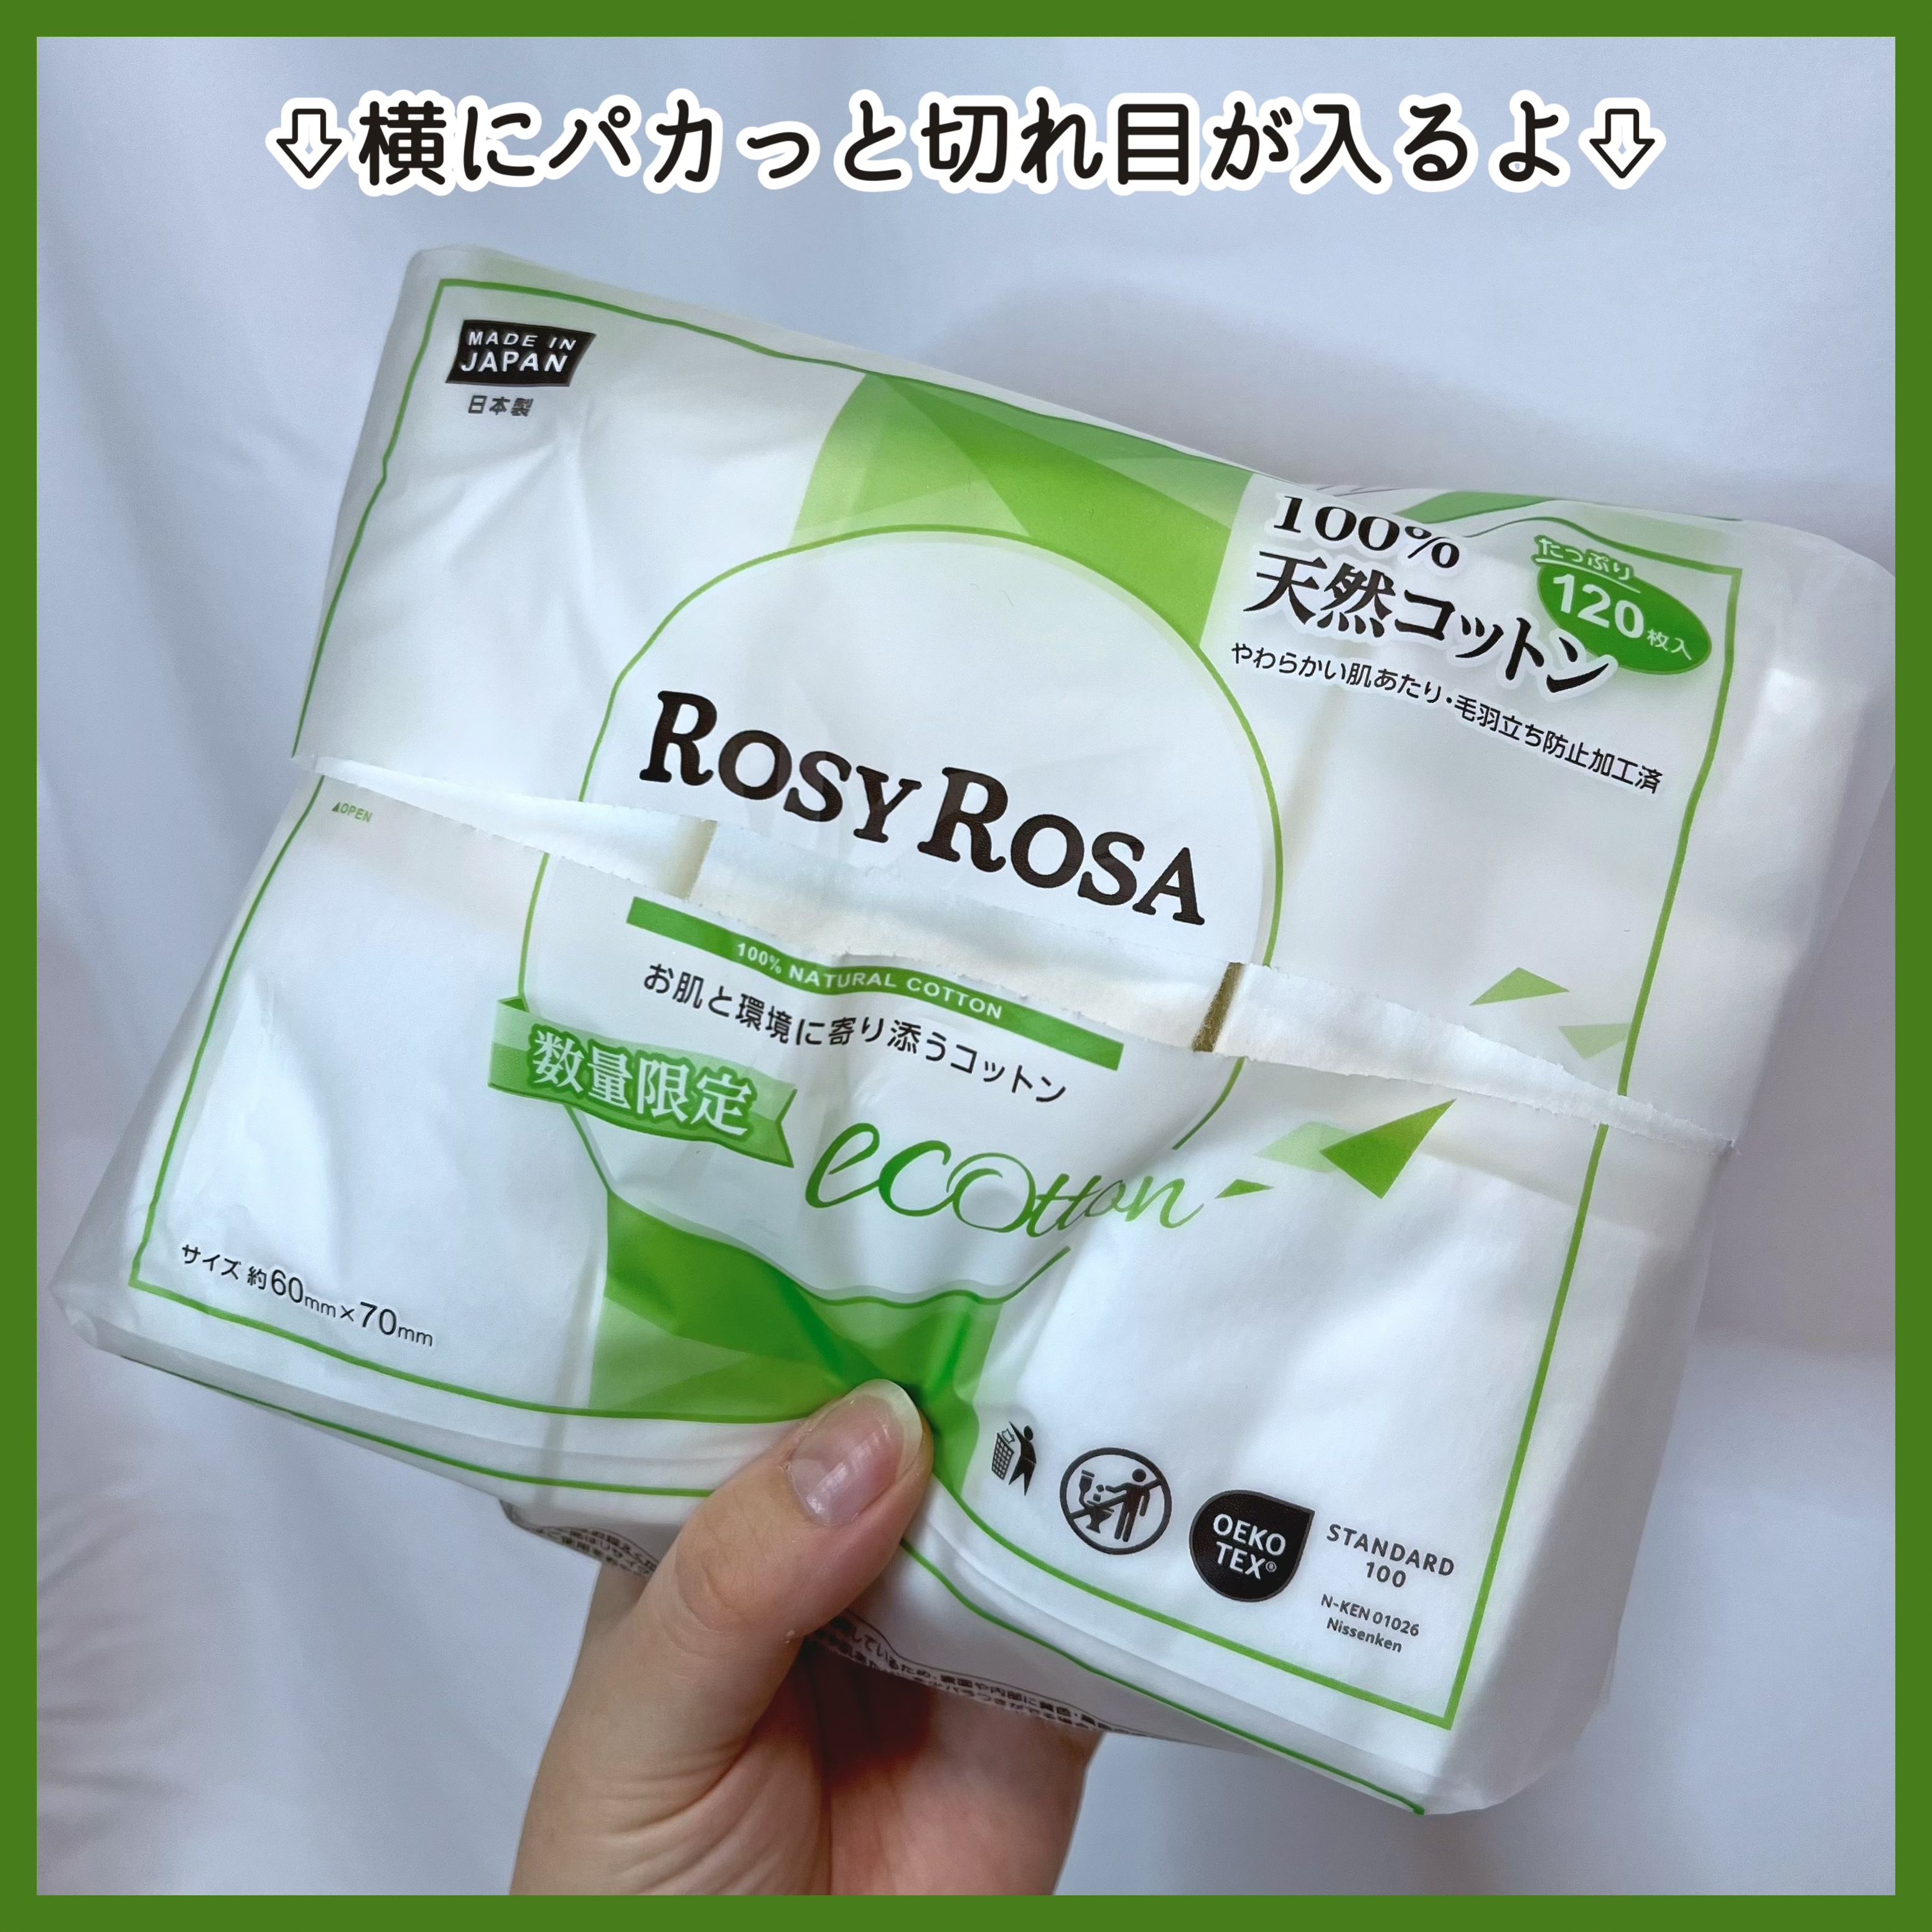 ⇩横にパカっと切れ目が入るよ⇩
MADE IN
JAPAN
日本製
100%
天然コットン
たっぷり
120枚入
やわらかい肌あたり・毛羽立ち防止加工済
ROSY ROSA
▲OPEN
100% NATURAL COTTON
お肌と環境に寄り添うコットン
数量限定
ecotton
サイズ 約60mm×70mm
OEKO
TEX®
STANDARD
100
N-KEN 01026
Nissenken